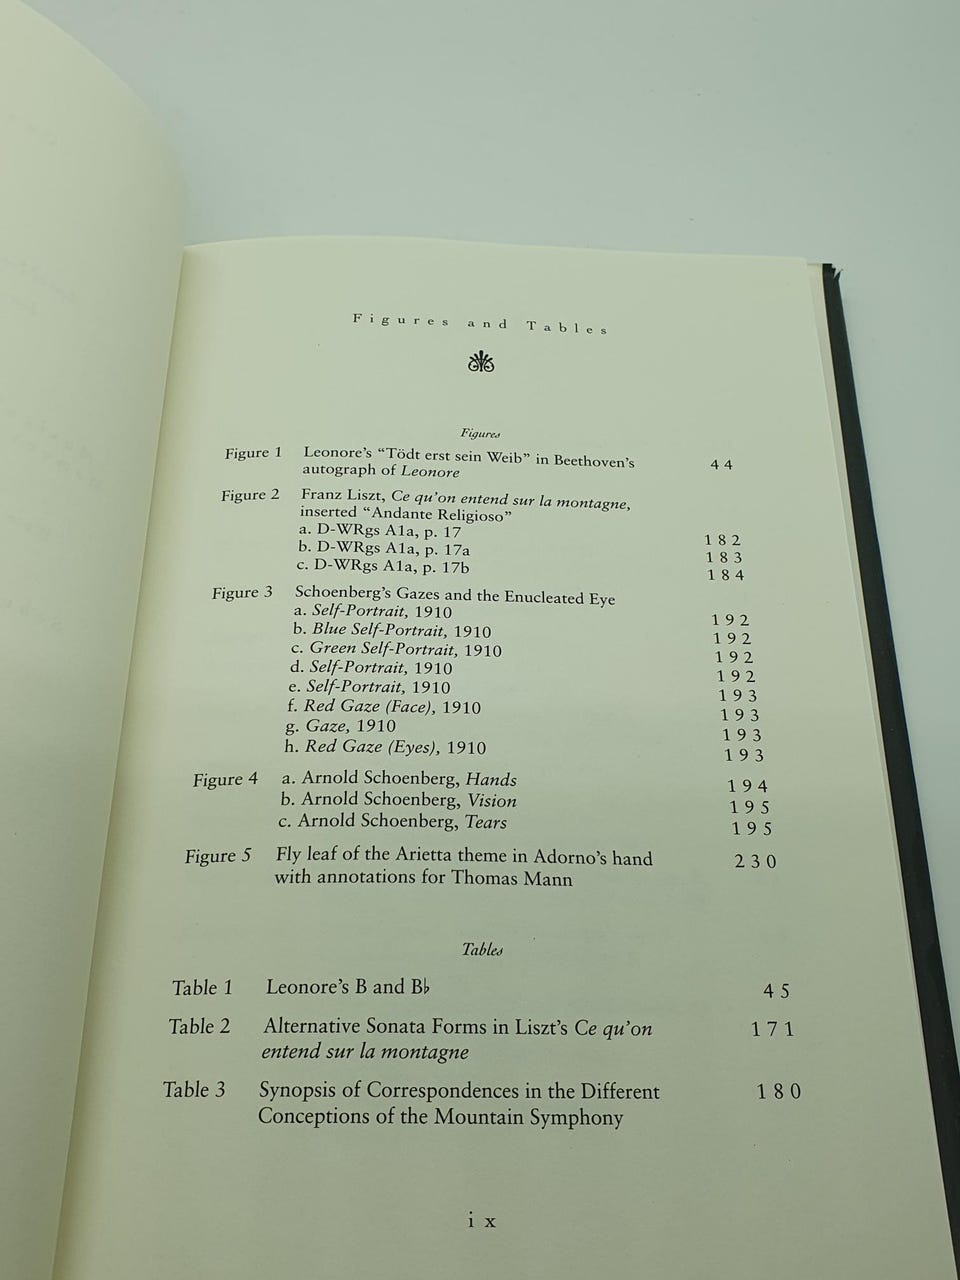 Figures and Tables
Figures
Figure 1 Leonore's "Tödt erst sein Weib" in Beethoven's
autograph of Leonore 44
Figure 2 Franz Liszt, Ce qu'on entend sur la montagne,
inserted "Andante Religioso"
a. D-WRgs A1a, p. 17 182
b. D-WRgs A1a, p. 17a 183
c. D-WRgs A1a, p. 17b 184
Figure 3 Schoenberg's Gazes and the Enucleated Eye
a. Self-Portrait, 1910 192
b. Blue Self-Portrait, 1910 192
c. Green Self-Portrait, 1910 192
d. Self-Portrait, 1910 192
e. Self-Portrait, 1910 193
f. Red Gaze (Face), 1910 193
g. Gaze, 1910 193
h. Red Gaze (Eyes), 1910 193
Figure 4 a. Arnold Schoenberg, Hands 194
b. Arnold Schoenberg, Vision 195
c. Arnold Schoenberg, Tears 195
Figure 5 Fly leaf of the Arietta theme in Adorno's hand 230
with annotations for Thomas Mann
Tables
Table 1 Leonore's B and B♭ 45
Table 2 Alternative Sonata Forms in Liszt's Ce qu'on 171
entend sur la montagne
Table 3 Synopsis of Correspondences in the Different 180
Conceptions of the Mountain Symphony
ix